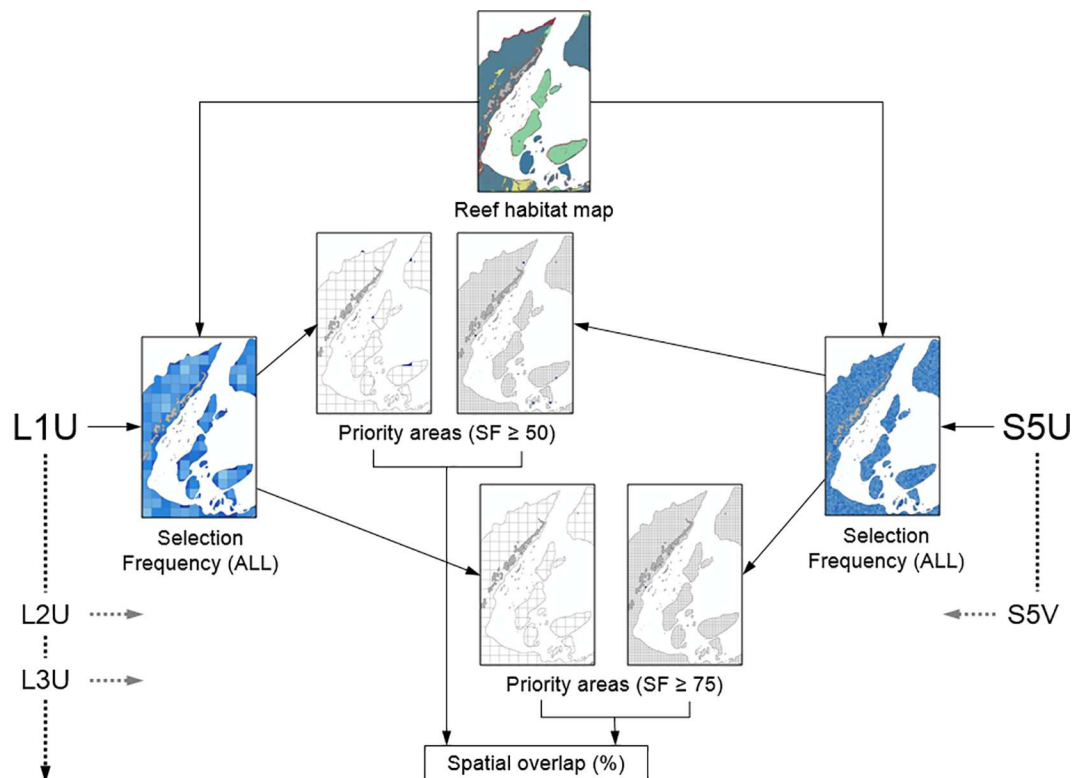 Reef habitat map
L1U
Priority areas (SF ≥ 50)
S5U
Selection
Frequency (ALL)
Selection
Frequency (ALL)
L2U
S5V
L3U
Priority areas (SF ≥ 75)
Spatial overlap (%)